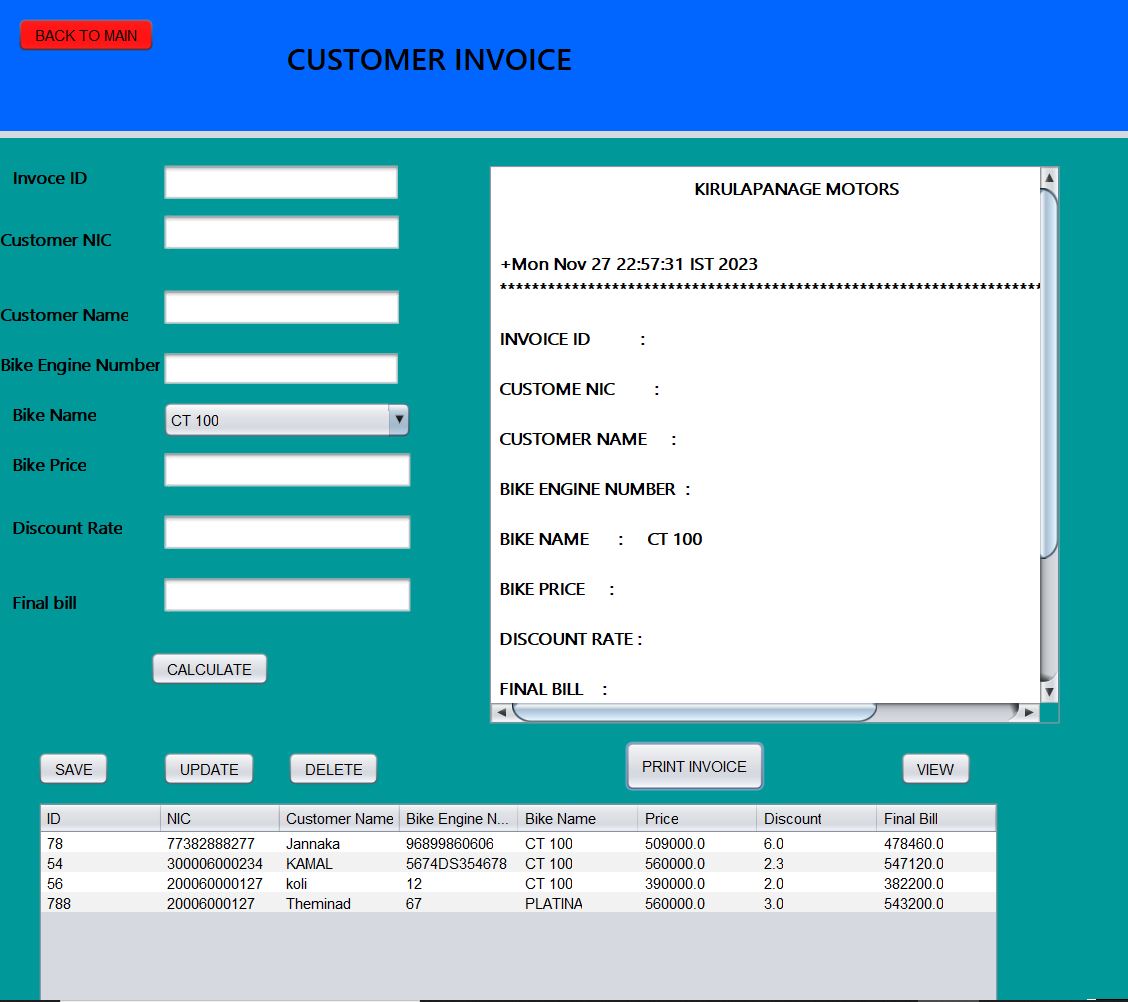 BACK TO MAIN
CUSTOMER INVOICE
Invoce ID
Customer NIC
Customer Name
Bike Engine Number
Bike Name
CT 100
Bike Price
Discount Rate
Final bill
CALCULATE
KIRULAPANAGE MOTORS
+Mon Nov 27 22:57:31 IST 2023
********************************************************************
INVOICE ID :
CUSTOME NIC :
CUSTOMER NAME :
BIKE ENGINE NUMBER :
BIKE NAME : CT 100
BIKE PRICE :
DISCOUNT RATE :
FINAL BILL :
SAVE UPDATE DELETE PRINT INVOICE VIEW
ID NIC Customer Name Bike Engine N... Bike Name Price Discount Final Bill
78 77382888277 Jannaka 96899860606 CT 100 509000.0 6.0 478460.0
54 300006000234 KAMAL 5674DS354678 CT 100 560000.0 2.3 547120.0
56 200060000127 koli 12 CT 100 390000.0 2.0 382200.0
788 20006000127 Theminad 67 PLATINA 560000.0 3.0 543200.0